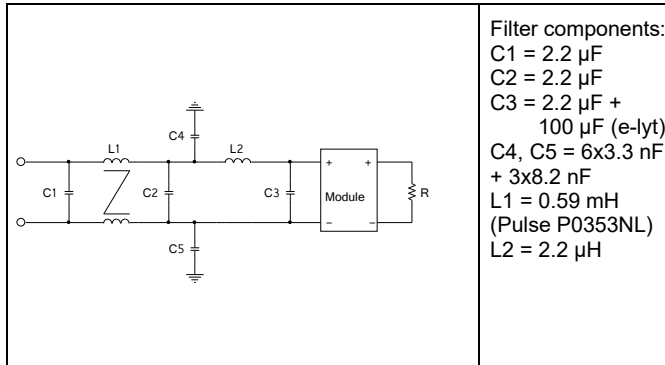 C4
L1
L2
C1
C2
C3
C5
+
+
Module
−
−
R
Filter components:
C1 = 2.2 µF
C2 = 2.2 µF
C3 = 2.2 µF +
100 µF (e-lyt)
C4, C5 = 6x3.3 nF
+ 3x8.2 nF
L1 = 0.59 mH
(Pulse P0353NL)
L2 = 2.2 µH